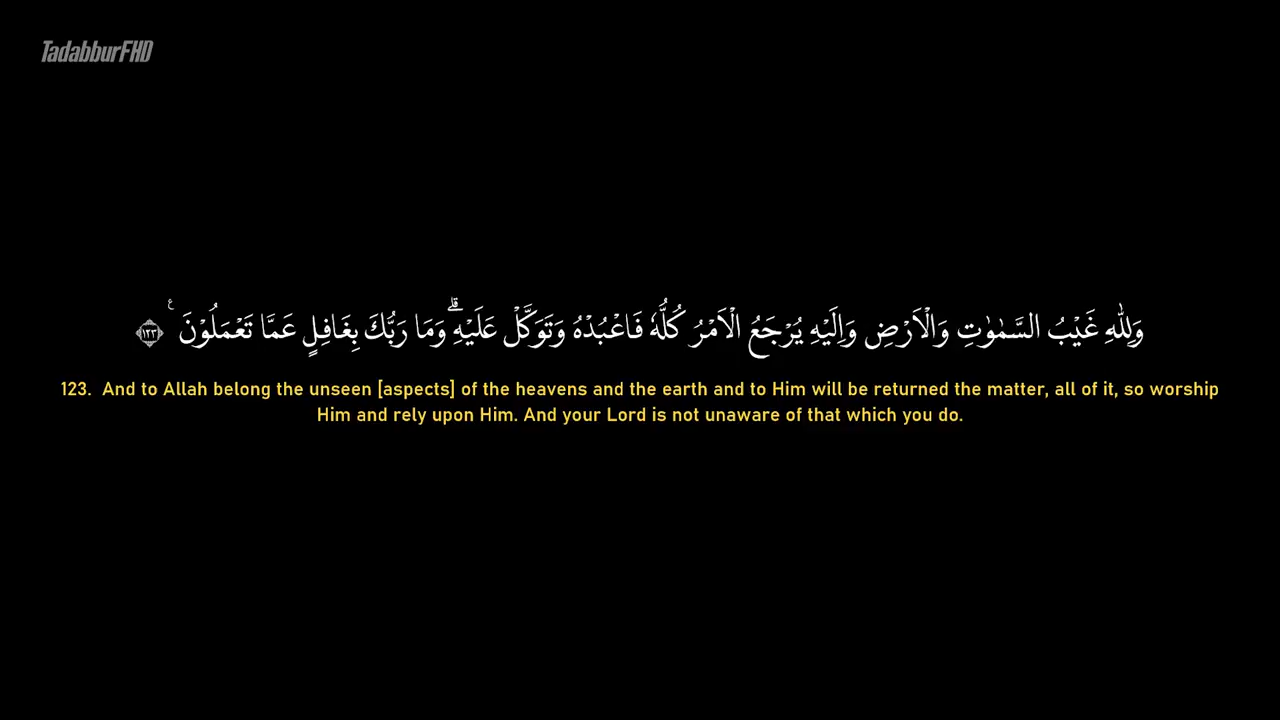 TadabburFHD
وَلِلّٰهِ غَيْبُ السَّمٰوٰتِ وَالْاَرْضِ وَاِلَيْهِ يُرْجَعُ الْاَمْرُ كُلُّهٗ فَاعْبُدْهُ وَتَوَكَّلْ عَلَيْهِۗ وَمَا رَبُّكَ بِغَافِلٍ عَمَّا تَعْمَلُوْنَ ࣖ ١٢٣
123. And to Allah belong the unseen [aspects] of the heavens and the earth and to Him will be returned the matter, all of it, so worship
Him and rely upon Him. And your Lord is not unaware of that which you do.